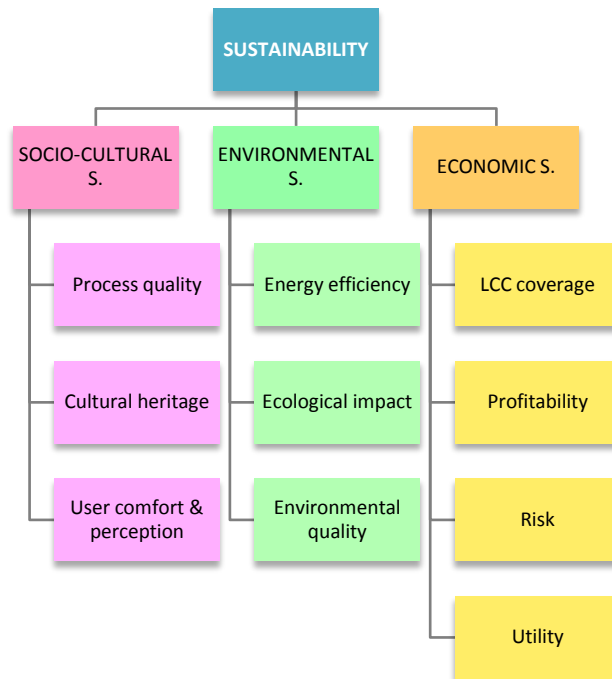 SUSTAINABILITY
SOCIO-CULTURAL
S.
ENVIRONMENTAL
S.
ECONOMIC S.
Process quality
Cultural heritage
User comfort &
perception
Energy efficiency
Ecological impact
Environmental
quality
LCC coverage
Profitability
Risk
Utility